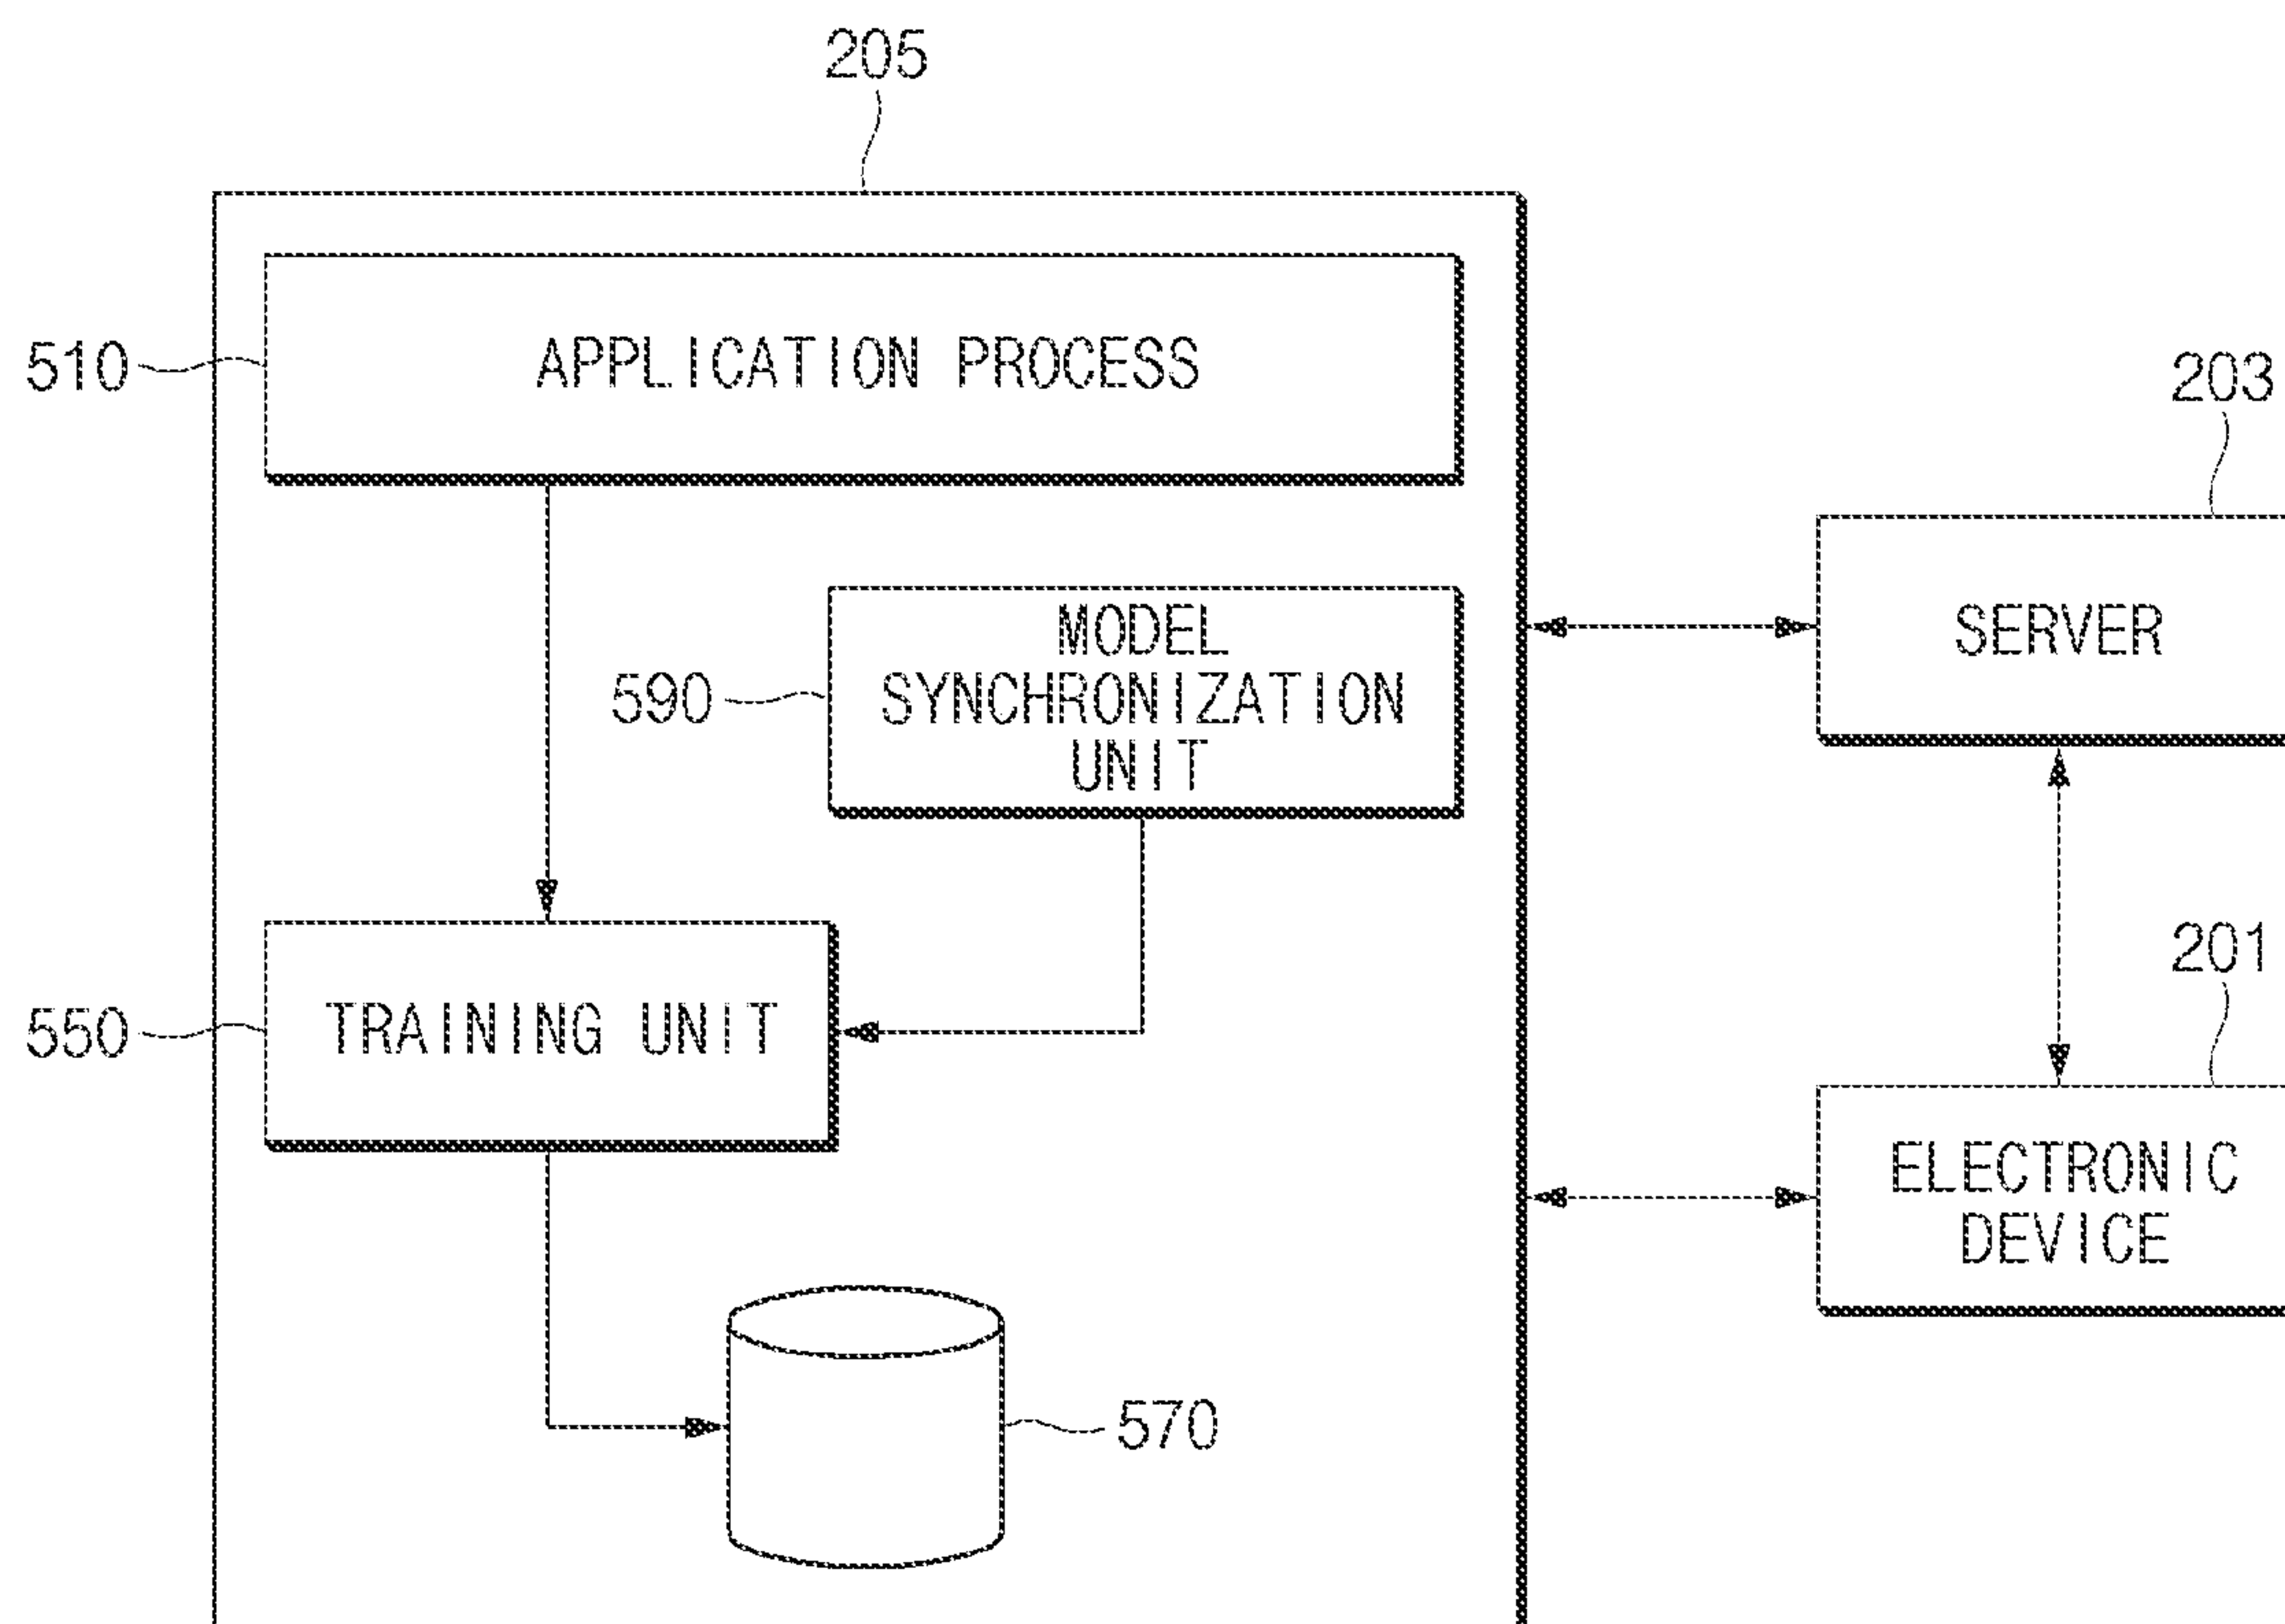 205
510
APPLICATION PROCESS
203
MODEL
SYNCHRONIZATION
UNIT
590
SERVER
201
550
TRAINING UNIT
ELECTRONIC
DEVICE
570